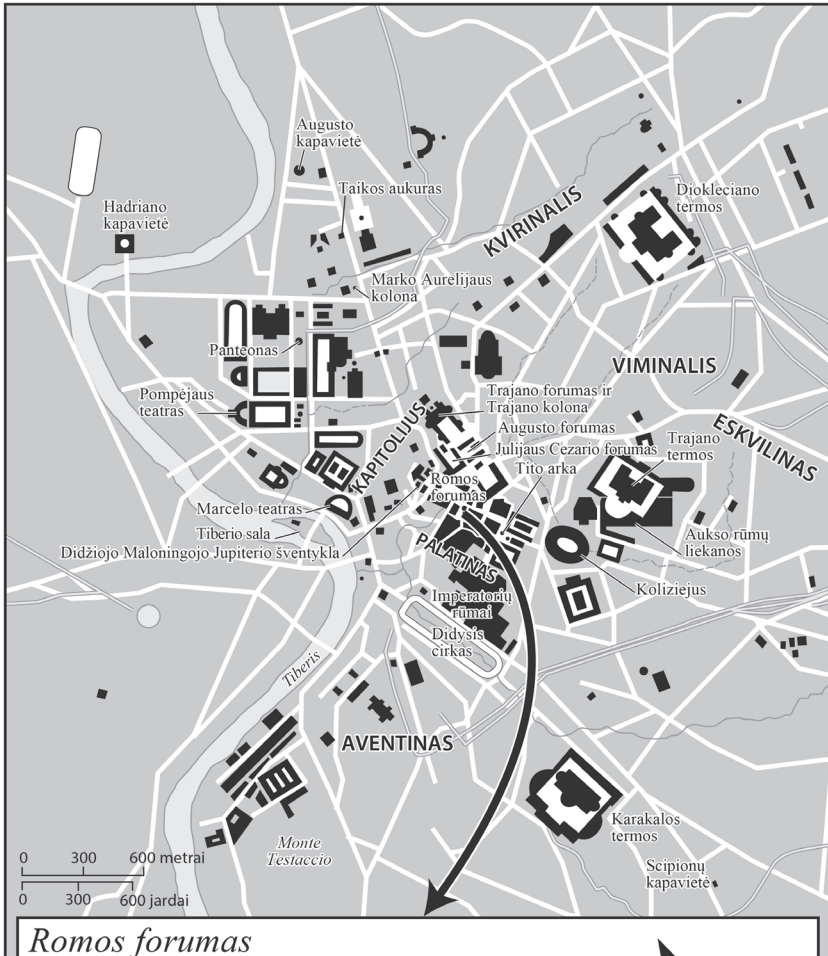 Augusto
kapavietė
Taikos aukuras
Hadriano
kapavietė
KVIRINALIS
Diokleciano
termos
Marko Aurelijaus
kolona
Panteonas
VIMINALIS
Pompėjaus
teatras
KAPITOLIJUS
Trajano forumas ir
Trajano kolona
Augusto forumas
Julijaus Cezario forumas
Tito arka
ESKVILINAS
Trajano
termos
Romos
forumas
Marcelo teatras
Tiberio sala
Didžiojo Maloningojo Jupiterio šventykla
PALATINAS
Aukso rūmų
liekanos
Koliziejus
Imperatorių
rūmai
Didysis
cirkas
Tiberis
AVENTINAS
Karakalos
termos
Monte
Testaccio
Scipionų
kapavietė
0 300 600 metrai
0 300 600 jardai
Romos forumas